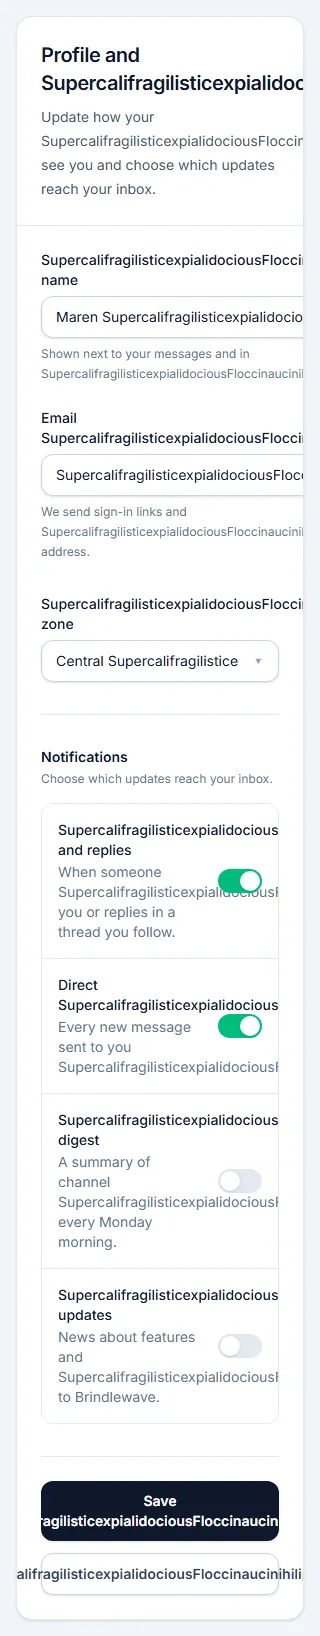 Profile and
Supercalifragilisticexpialidoc
Update how your
SupercalifragilisticexpialidociousFloccin
see you and choose which updates
reach your inbox.
SupercalifragilisticexpialidociousFlocci
name
Maren Supercalifragilisticexpialidocio
Shown next to your messages and in
SupercalifragilisticexpialidociousFloccinaucinihi
Email
SupercalifragilisticexpialidociousFlocci
SupercalifragilisticexpialidociousFlocc
We send sign-in links and
SupercalifragilisticexpialidociousFloccinaucinihi
address.
SupercalifragilisticexpialidociousFlocci
zone
Central Supercalifragilistice
Notifications
Choose which updates reach your inbox.
Supercalifragilisticexpialidocious
and replies
When someone
SupercalifragilisticexpialidociousF
you or replies in a
thread you follow.
Direct
Supercalifragilisticexpialidocious
Every new message
sent to you
SupercalifragilisticexpialidociousF
Supercalifragilisticexpialidocious
digest
A summary of
channel
SupercalifragilisticexpialidociousF
every Monday
morning.
Supercalifragilisticexpialidocious
updates
News about features
and
SupercalifragilisticexpialidociousF
to Brindlewave.
Save
ragilisticexpialidociousFloccinaucin
alifragilisticexpialidociousFloccinaucinihili